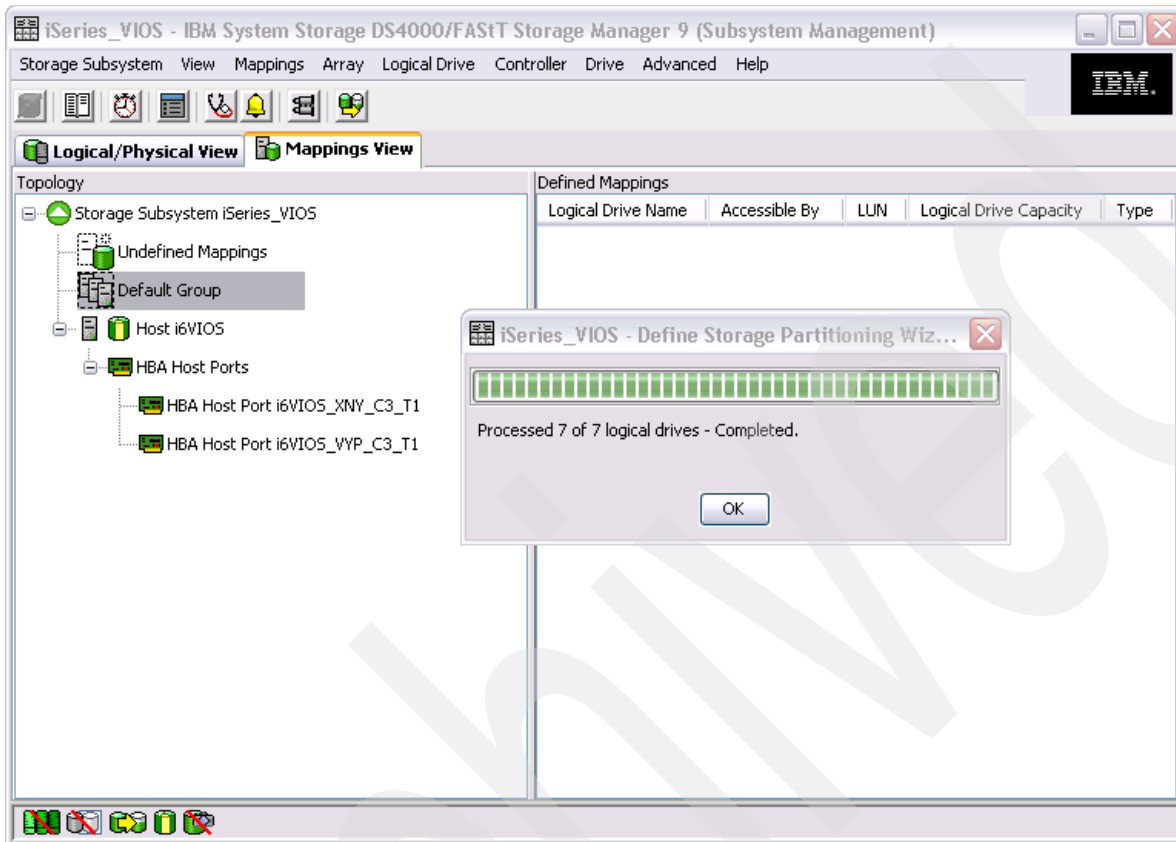 iSeries_VIOS - IBM System Storage DS4000/FAStT Storage Manager 9 (Subsystem Management)
Storage Subsystem View Mappings Array Logical Drive Controller Drive Advanced Help
IBM.
Logical/Physical View Mappings View
Topology
Defined Mappings
Logical Drive Name Accessible By LUN Logical Drive Capacity Type
Storage Subsystem iSeries_VIOS
Undefined Mappings
Default Group
Host i6VIOS
HBA Host Ports
HBA Host Port i6VIOS_XNY_C3_T1
HBA Host Port i6VIOS_VYP_C3_T1
iSeries_VIOS - Define Storage Partitioning Wiz...
Processed 7 of 7 logical drives - Completed.
OK